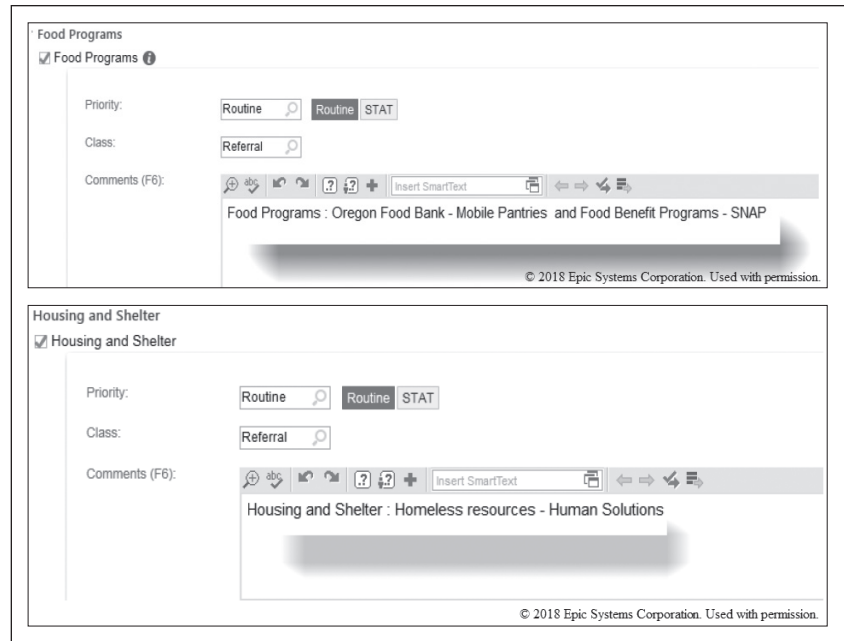 Food Programs
Food Programs
Priority: Routine Routine STAT
Class: Referral
Comments (F6): abc Insert SmartText
Food Programs : Oregon Food Bank - Mobile Pantries and Food Benefit Programs - SNAP
© 2018 Epic Systems Corporation. Used with permission.
Housing and Shelter
Housing and Shelter
Priority: Routine Routine STAT
Class: Referral
Comments (F6): abc Insert SmartText
Housing and Shelter : Homeless resources - Human Solutions
© 2018 Epic Systems Corporation. Used with permission.